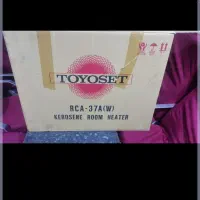 TOYOSET
RCA-37A(W)
KEROSENE ROOM HEATER